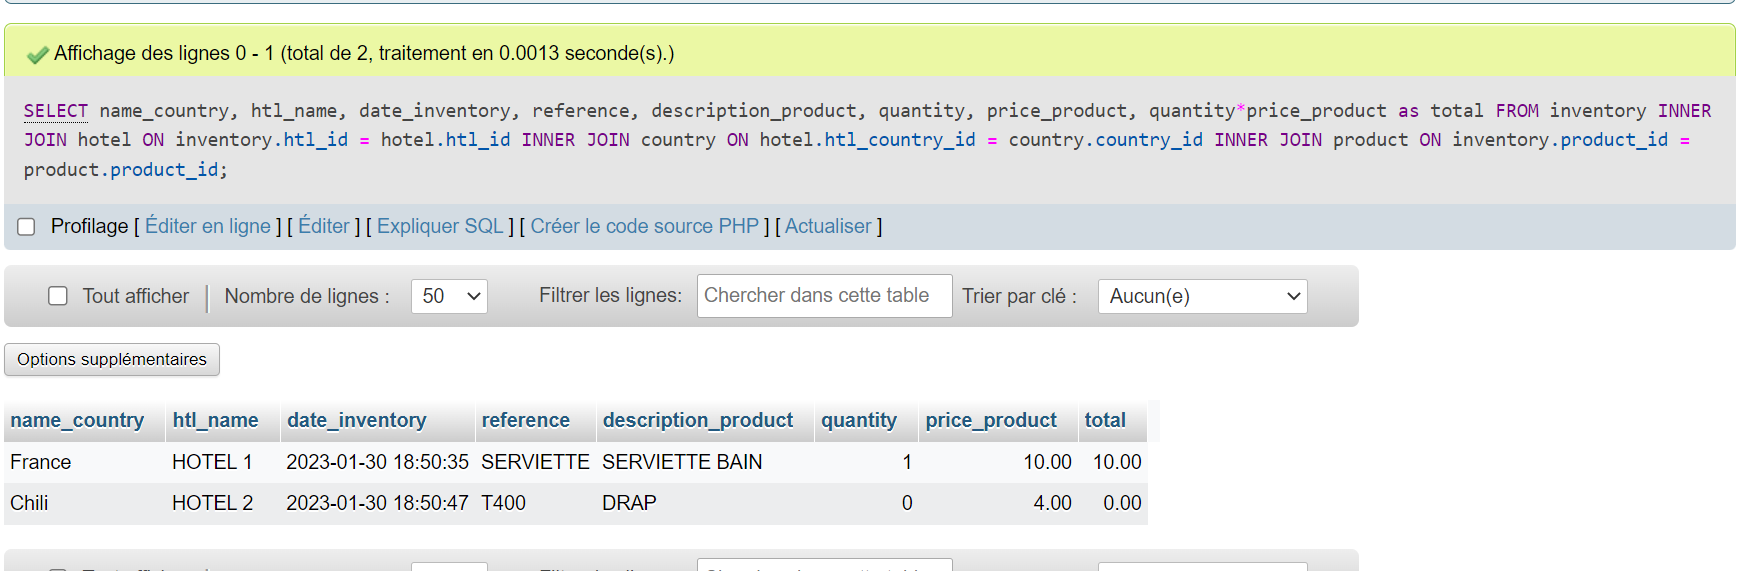 Affichage des lignes 0 - 1 (total de 2, traitement en 0.0013 seconde(s).)
SELECT name_country, htl_name, date_inventory, reference, description_product, quantity, price_product, quantity*price_product as total FROM inventory INNER
JOIN hotel ON inventory.htl_id = hotel.htl_id INNER JOIN country ON hotel.htl_country_id = country.country_id INNER JOIN product ON inventory.product_id =
product.product_id;
Profilage [ Éditer en ligne ] [ Éditer ] [ Expliquer SQL ] [ Créer le code source PHP ] [ Actualiser ]
Tout afficher Nombre de lignes : 50 Filtrer les lignes: Chercher dans cette table Trier par clé : Aucun(e)
Options supplémentaires
name_country htl_name date_inventory reference description_product quantity price_product total
France HOTEL 1 2023-01-30 18:50:35 SERVIETTE SERVIETTE BAIN 1 10.00 10.00
Chili HOTEL 2 2023-01-30 18:50:47 T400 DRAP 0 4.00 0.00